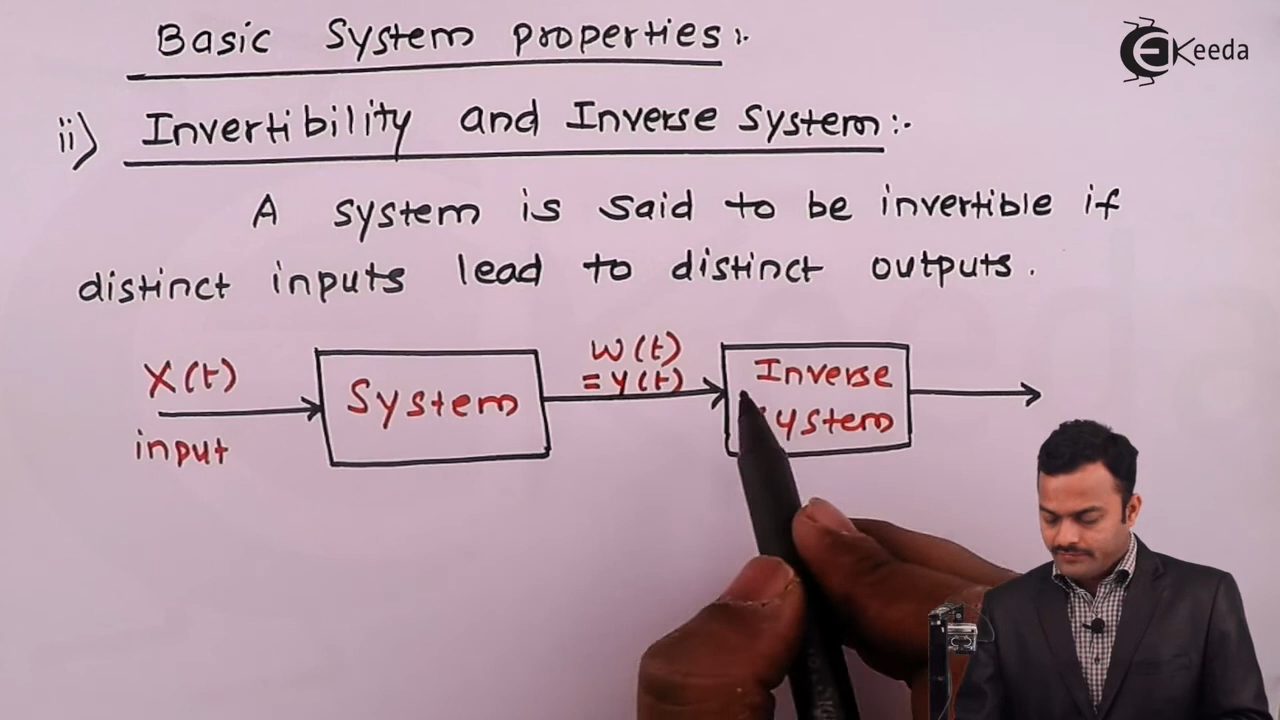 Basic System properties:
Keeda
ii) Invertibility and Inverse system:
A system is said to be invertible if
distinct inputs lead to distinct outputs.
X(t)
input
System
W(t)
= Y(t)
Inverse
system